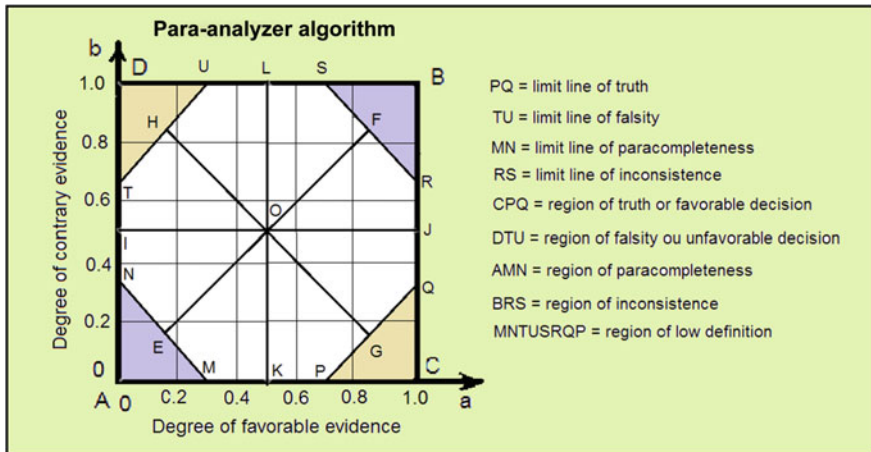 Para-analyzer algorithm
b
D U L S B
1.0
H F
0.8
T R
0.6
O
I J
0.4
N Q
0.2
E G
0 M K P C
A 0 0.2 0.4 0.6 0.8 1.0 a
Degree of favorable evidence
Degree of contrary evidence
PQ = limit line of truth
TU = limit line of falsity
MN = limit line of paracompleteness
RS = limit line of inconsistence
CPQ = region of truth or favorable decision
DTU = region of falsity ou unfavorable decision
AMN = region of paracompleteness
BRS = region of inconsistence
MNTUSRQP = region of low definition